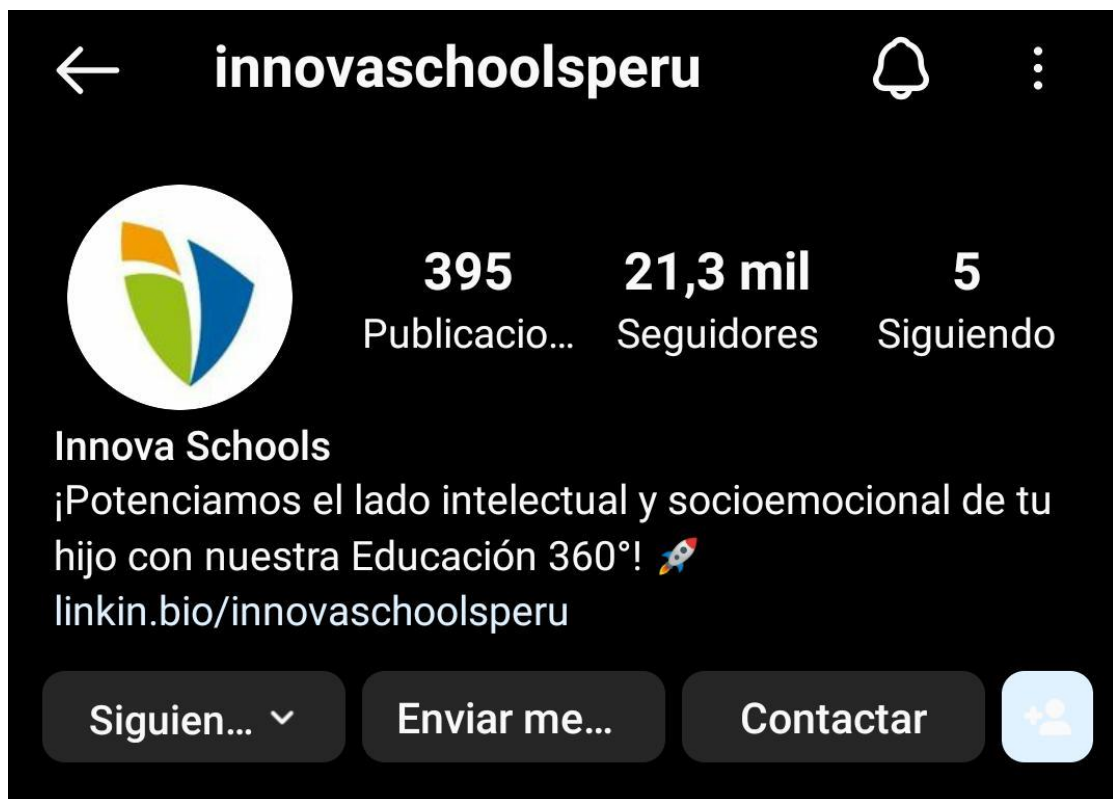 innovaschoolsperu
395 21,3 mil 5
Publicacio... Seguidores Siguiendo
Innova Schools
¡Potenciamos el lado intelectual y socioemocional de tu
hijo con nuestra Educación 360°! 🚀
linkin.bio/innovaschoolsperu
Siguien... Enviar me... Contactar